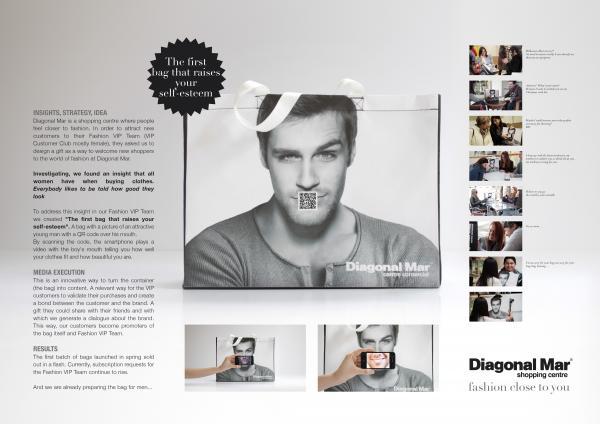 The first
bag that raises
your
self-esteem
INSIGHTS, STRATEGY, IDEA
Diagonal Mar is a shopping centre where people
feel closer to fashion. In order to attract new
customers to their Fashion VIP Team (VIP
Customer Club mostly female), they asked us to
design a gift as a way to welcome new shoppers
to the world of fashion at Diagonal Mar.
Investigating, we found an insight that all
women have when buying clothes.
Everybody likes to be told how good they
look
To address this insight in our Fashion VIP Team
we created "The first bag that raises your
self-esteem". A bag with a picture of an attractive
young man with a QR code over his mouth.
By scanning the code, the smartphone plays a
video with the boy's mouth telling you how well
your clothes fit and how beautiful you are.
MEDIA EXECUTION
This is an innovative way to turn the container
(the bag) into content. A relevant way for the VIP
customers to validate their purchases and create
a bond between the customer and the brand. A
gift they could share with their friends and with
which we generate a dialogue about the brand.
This way, our customers become promoters of
the bag itself and Fashion VIP Team.
RESULTS
The first batch of bags launched in spring sold
out in a flash. Currently, subscription requests for
the Fashion VIP Team continue to rise.
And we are already preparing the bag for men...
Diagonal Mar
centre comercial
Diagonal Mar
Diagonal Mar
shopping centre
fashion close to you